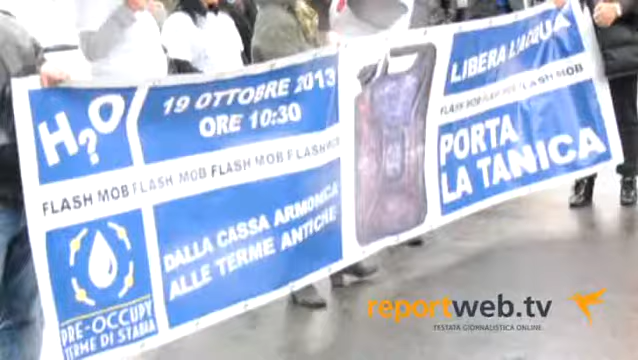 H?O
19 OTTOBRE 2013
ORE 10:30
FLASH MOB FLASH MOB FLASH MOB FLASH MOB
DALLA CASSA ARMONICA
ALLE TERME ANTICHE
PRE-OCCUPY
TERME DI STABIA
LIBERA L'ACQUA
FLASH MOB FLASH MOB FLASH MOB
PORTA
LA TANICA
reportweb.tv
TESTATA GIORNALISTICA ONLINE